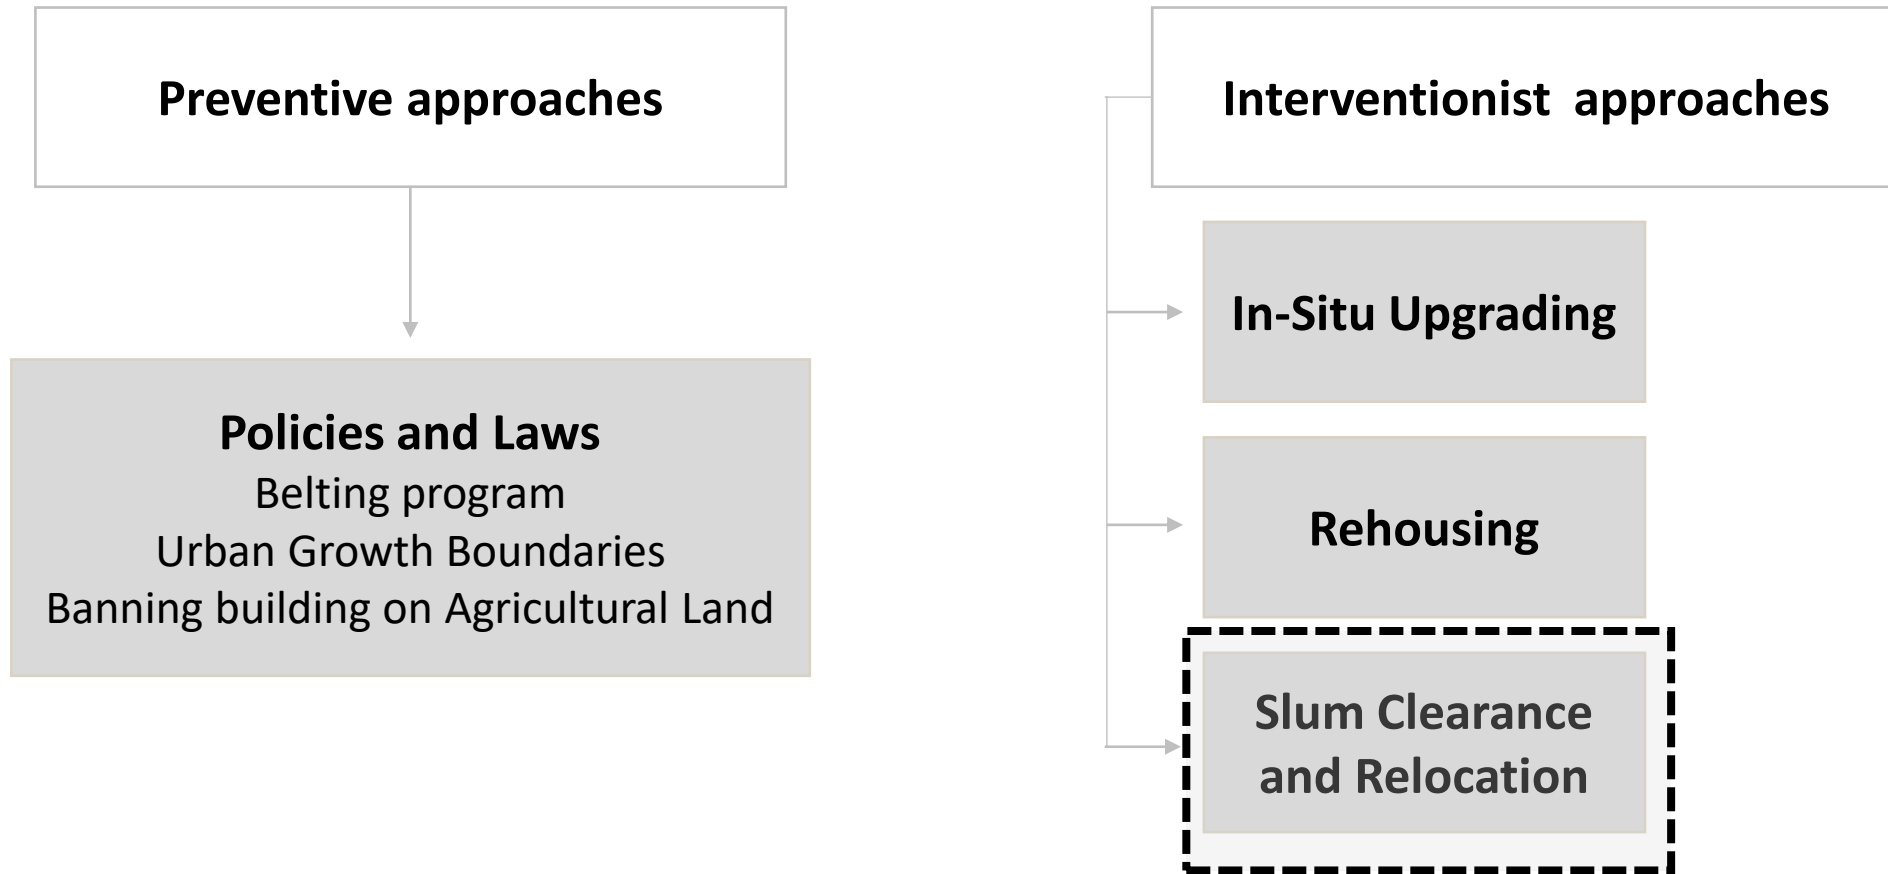 Preventive approaches
Policies and Laws
Belting program
Urban Growth Boundaries
Banning building on Agricultural Land
Interventionist approaches
In-Situ Upgrading
Rehousing
Slum Clearance
and Relocation